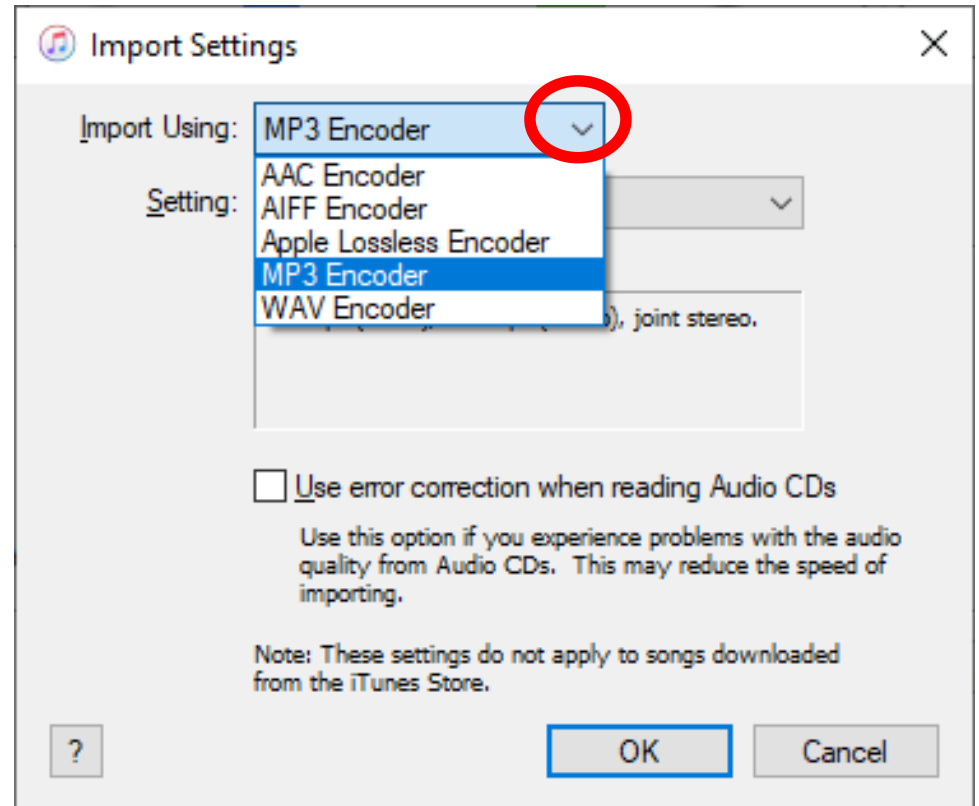 Import Settings
Import Using: MP3 Encoder
AAC Encoder
Setting: AIFF Encoder
Apple Lossless Encoder
MP3 Encoder
WAV Encoder
, joint stereo.
Use error correction when reading Audio CDs
Use this option if you experience problems with the audio
quality from Audio CDs. This may reduce the speed of
importing.
Note: These settings do not apply to songs downloaded
from the iTunes Store.
?
OK Cancel